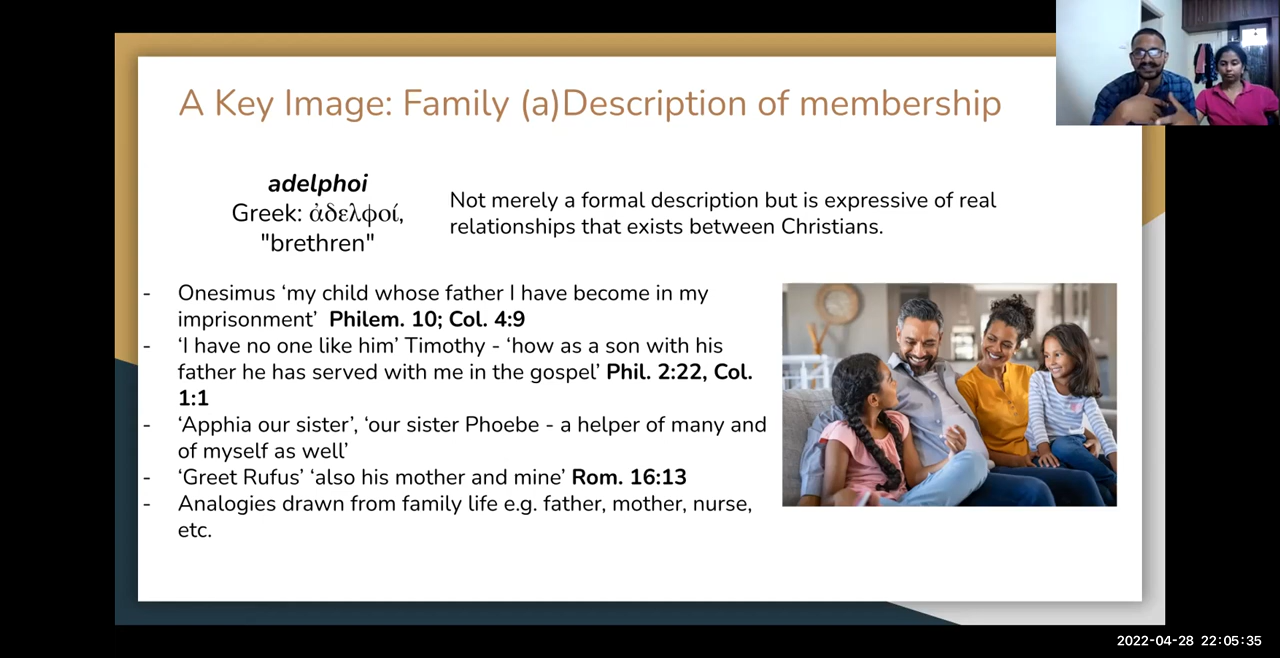 A Key Image: Family (a)Description of membership
adelphoi
Greek: ἀδελφοί,
"brethren"
Not merely a formal description but is expressive of real
relationships that exists between Christians.
- Onesimus ‘my child whose father I have become in my
imprisonment’ Philem. 10; Col. 4:9
- ‘I have no one like him’ Timothy - ‘how as a son with his
father he has served with me in the gospel’ Phil. 2:22, Col.
1:1
- ‘Apphia our sister’, ‘our sister Phoebe - a helper of many and
of myself as well’
- ‘Greet Rufus’ ‘also his mother and mine’ Rom. 16:13
- Analogies drawn from family life e.g. father, mother, nurse,
etc.
2022-04-28 22:05:35